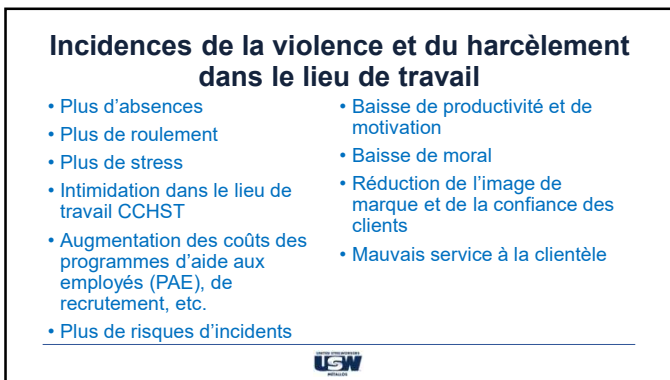 Incidences de la violence et du harcèlement
dans le lieu de travail
• Plus d’absences
• Plus de roulement
• Plus de stress
• Intimidation dans le lieu de
travail CCHST
• Augmentation des coûts des
programmes d’aide aux
employés (PAE), de
recrutement, etc.
• Plus de risques d’incidents
• Baisse de productivité et de
motivation
• Baisse de moral
• Réduction de l’image de
marque et de la confiance des
clients
• Mauvais service à la clientèle
UNITED STEELWORKERS
USW
MÉTALLOS